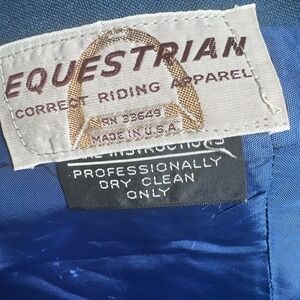 EQUESTRIAN
CORRECT RIDING APPAREL
RN 33649
MADE IN U.S.A.
INSTRUCTIONS
PROFESSIONALLY
DRY CLEAN
ONLY